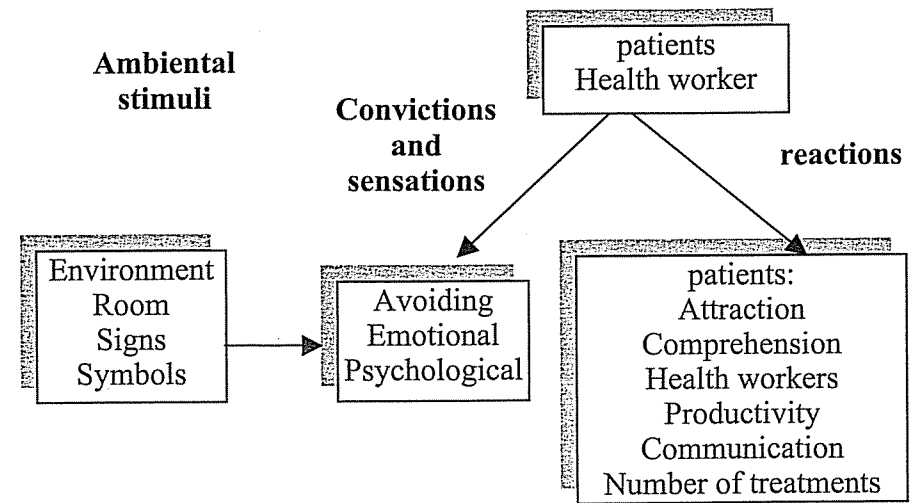 Ambiental
stimuli
Convictions
and
sensations
patients
Health worker
reactions
Environment
Room
Signs
Symbols
Avoiding
Emotional
Psychological
patients:
Attraction
Comprehension
Health workers
Productivity
Communication
Number of treatments